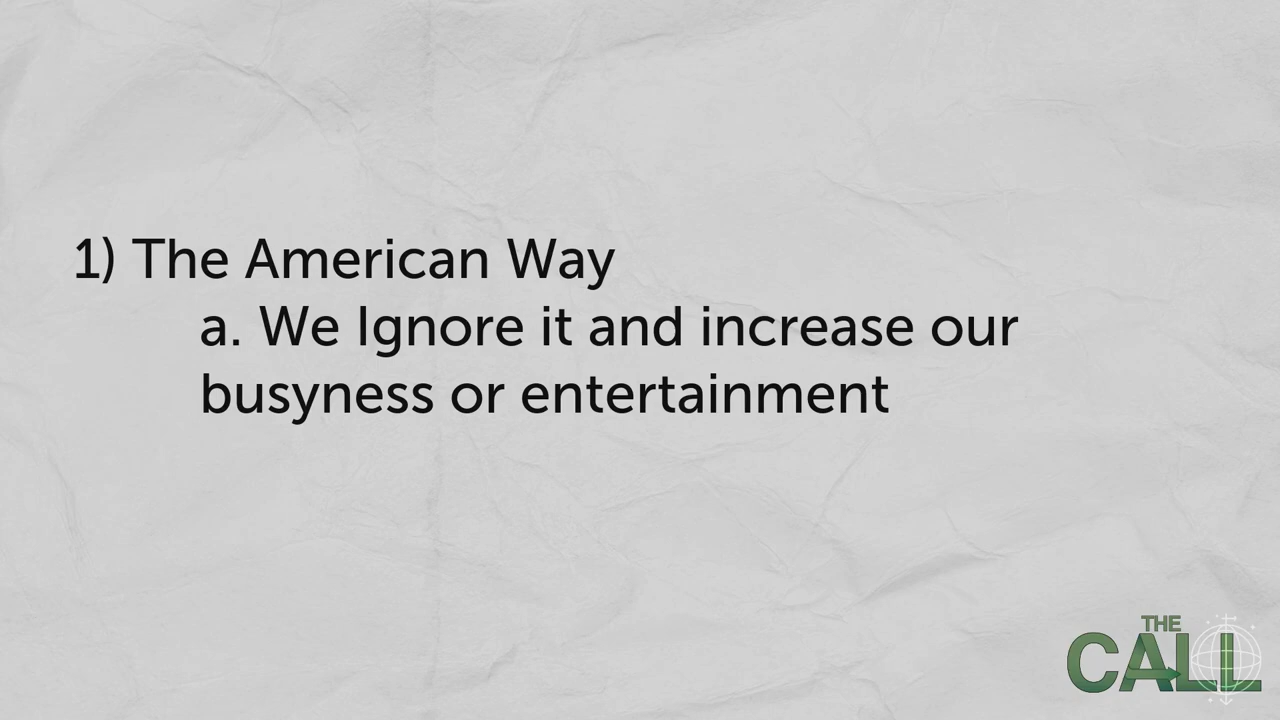 1) The American Way
a. We Ignore it and increase our
busyness or entertainment
THE
CALL